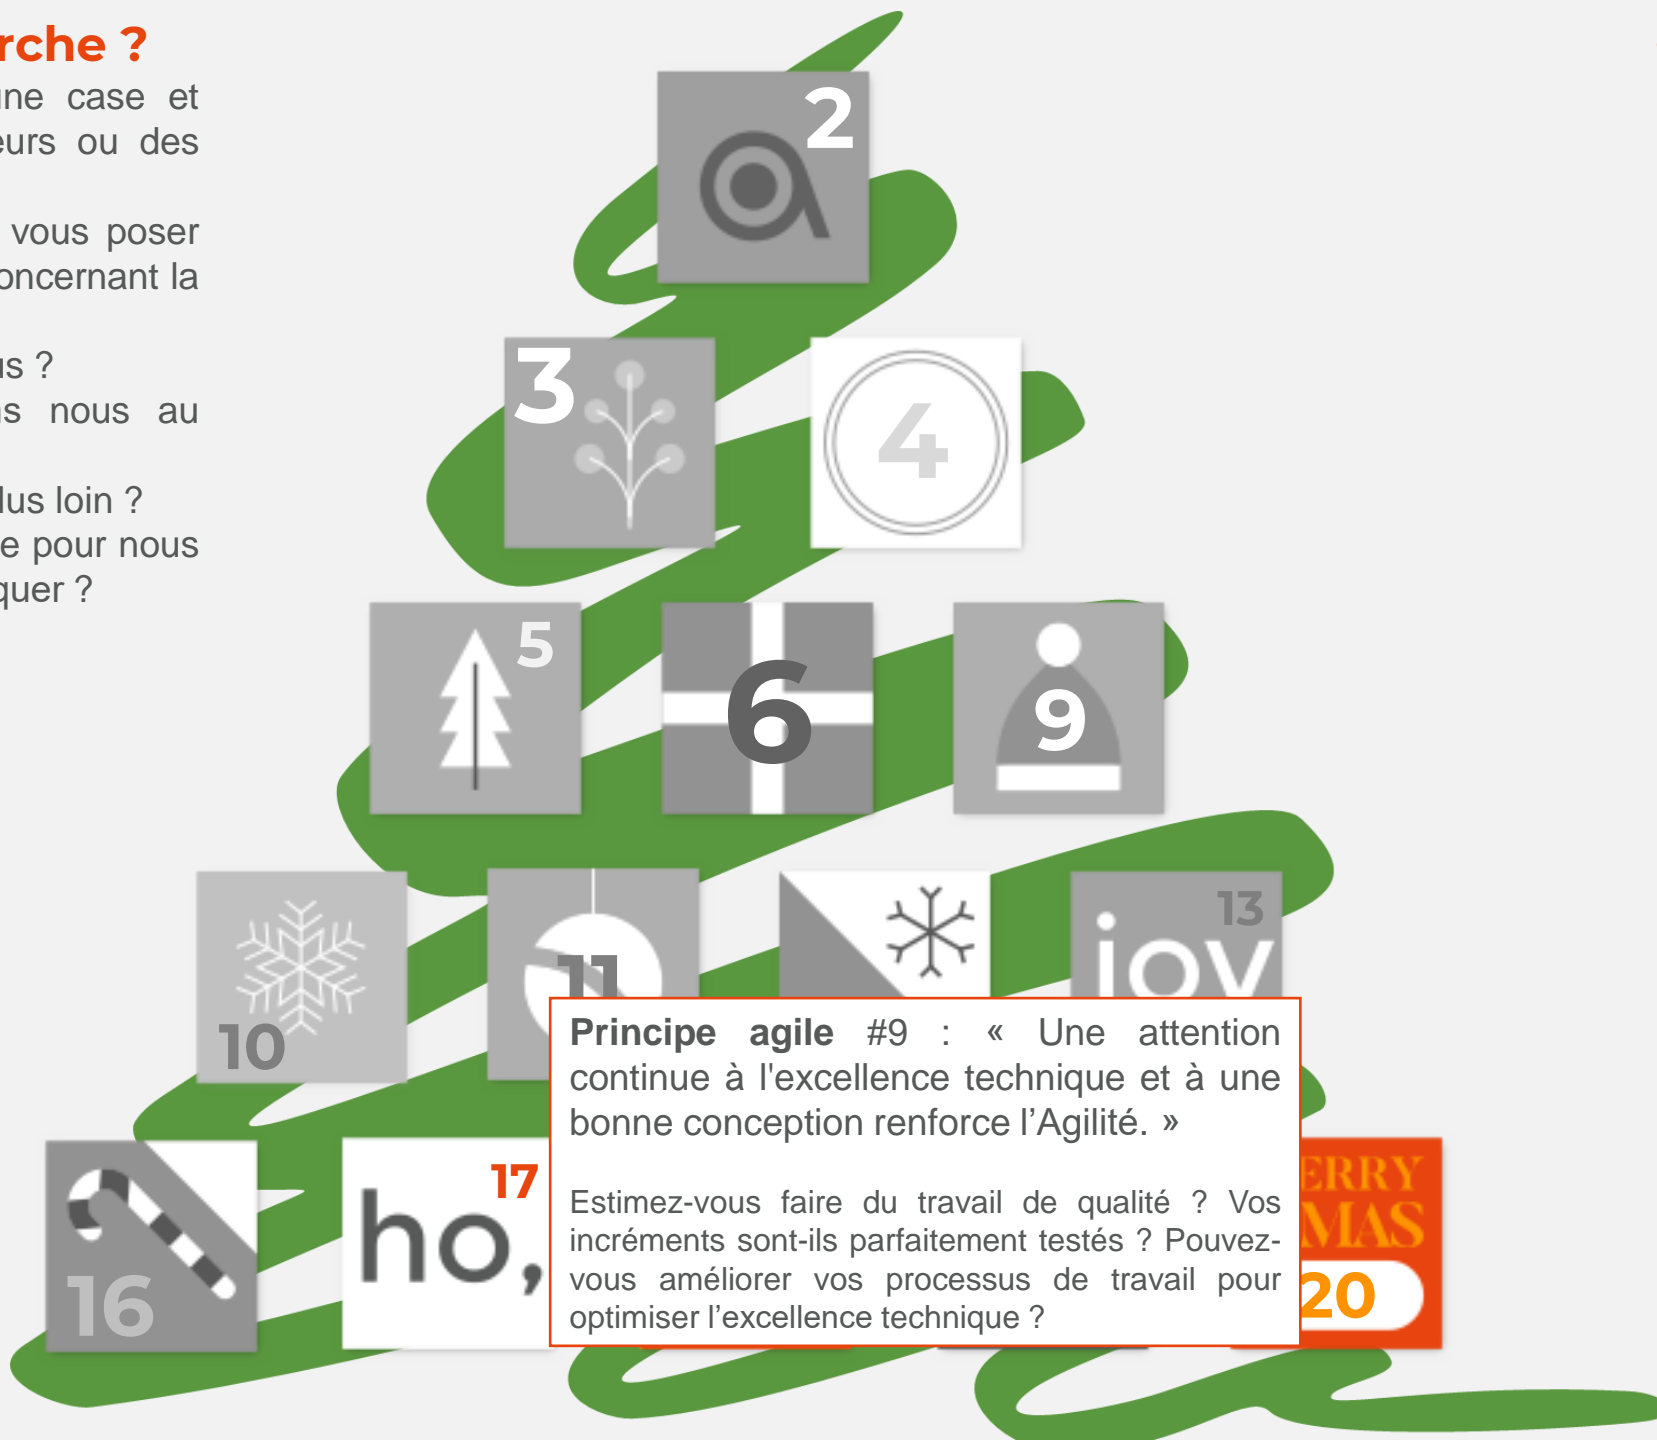 rche ?
une case et
eurs ou des
vous poser
oncernant la
us ?
ns nous au
lus loin ?
e pour nous
quer ?
2
3
4
5
6
9
10
11
13
joy
16
17
ho,
Principe agile #9 : « Une attention
continue à l'excellence technique et à une
bonne conception renforce l’Agilité. »
Estimez-vous faire du travail de qualité ? Vos
incréments sont-ils parfaitement testés ? Pouvez-
vous améliorer vos processus de travail pour
optimiser l’excellence technique ?
ERRY
MAS
20